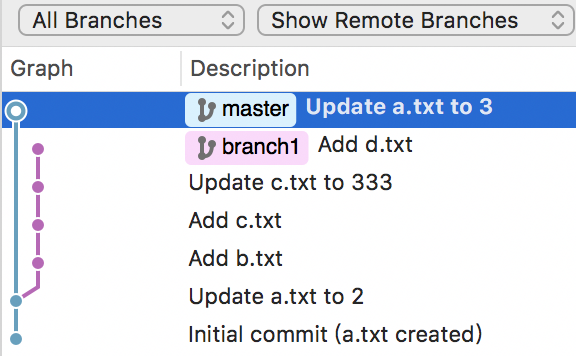 All Branches Show Remote Branches
Graph Description
master Update a.txt to 3
branch1 Add d.txt
Update c.txt to 333
Add c.txt
Add b.txt
Update a.txt to 2
Initial commit (a.txt created)